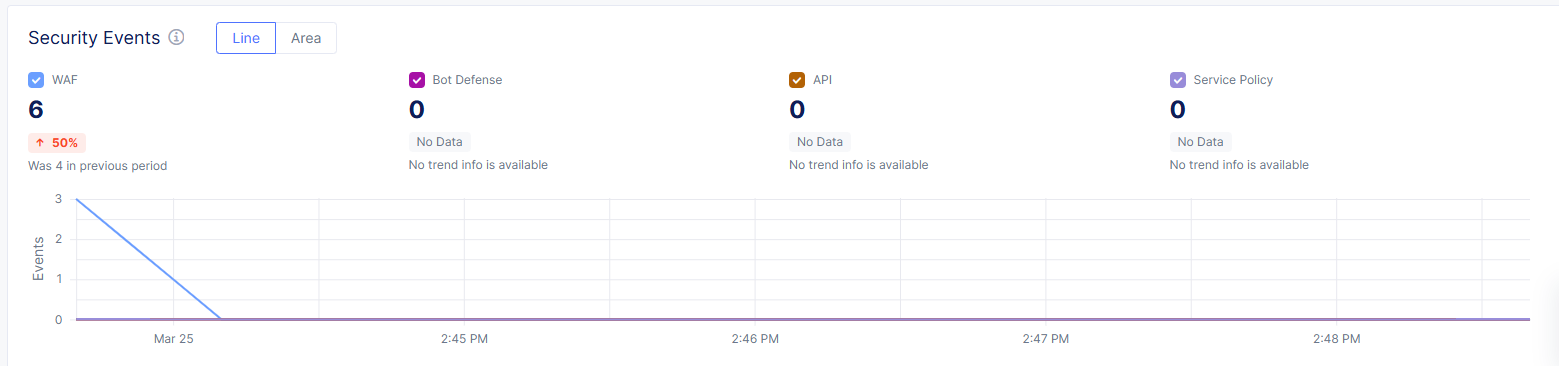 Security Events
Line
Area
WAF
6
50%
Was 4 in previous period
Bot Defense
0
No Data
No trend info is available
API
0
No Data
No trend info is available
Service Policy
0
No Data
No trend info is available
Events
3
2
1
0
Mar 25
2:45 PM
2:46 PM
2:47 PM
2:48 PM